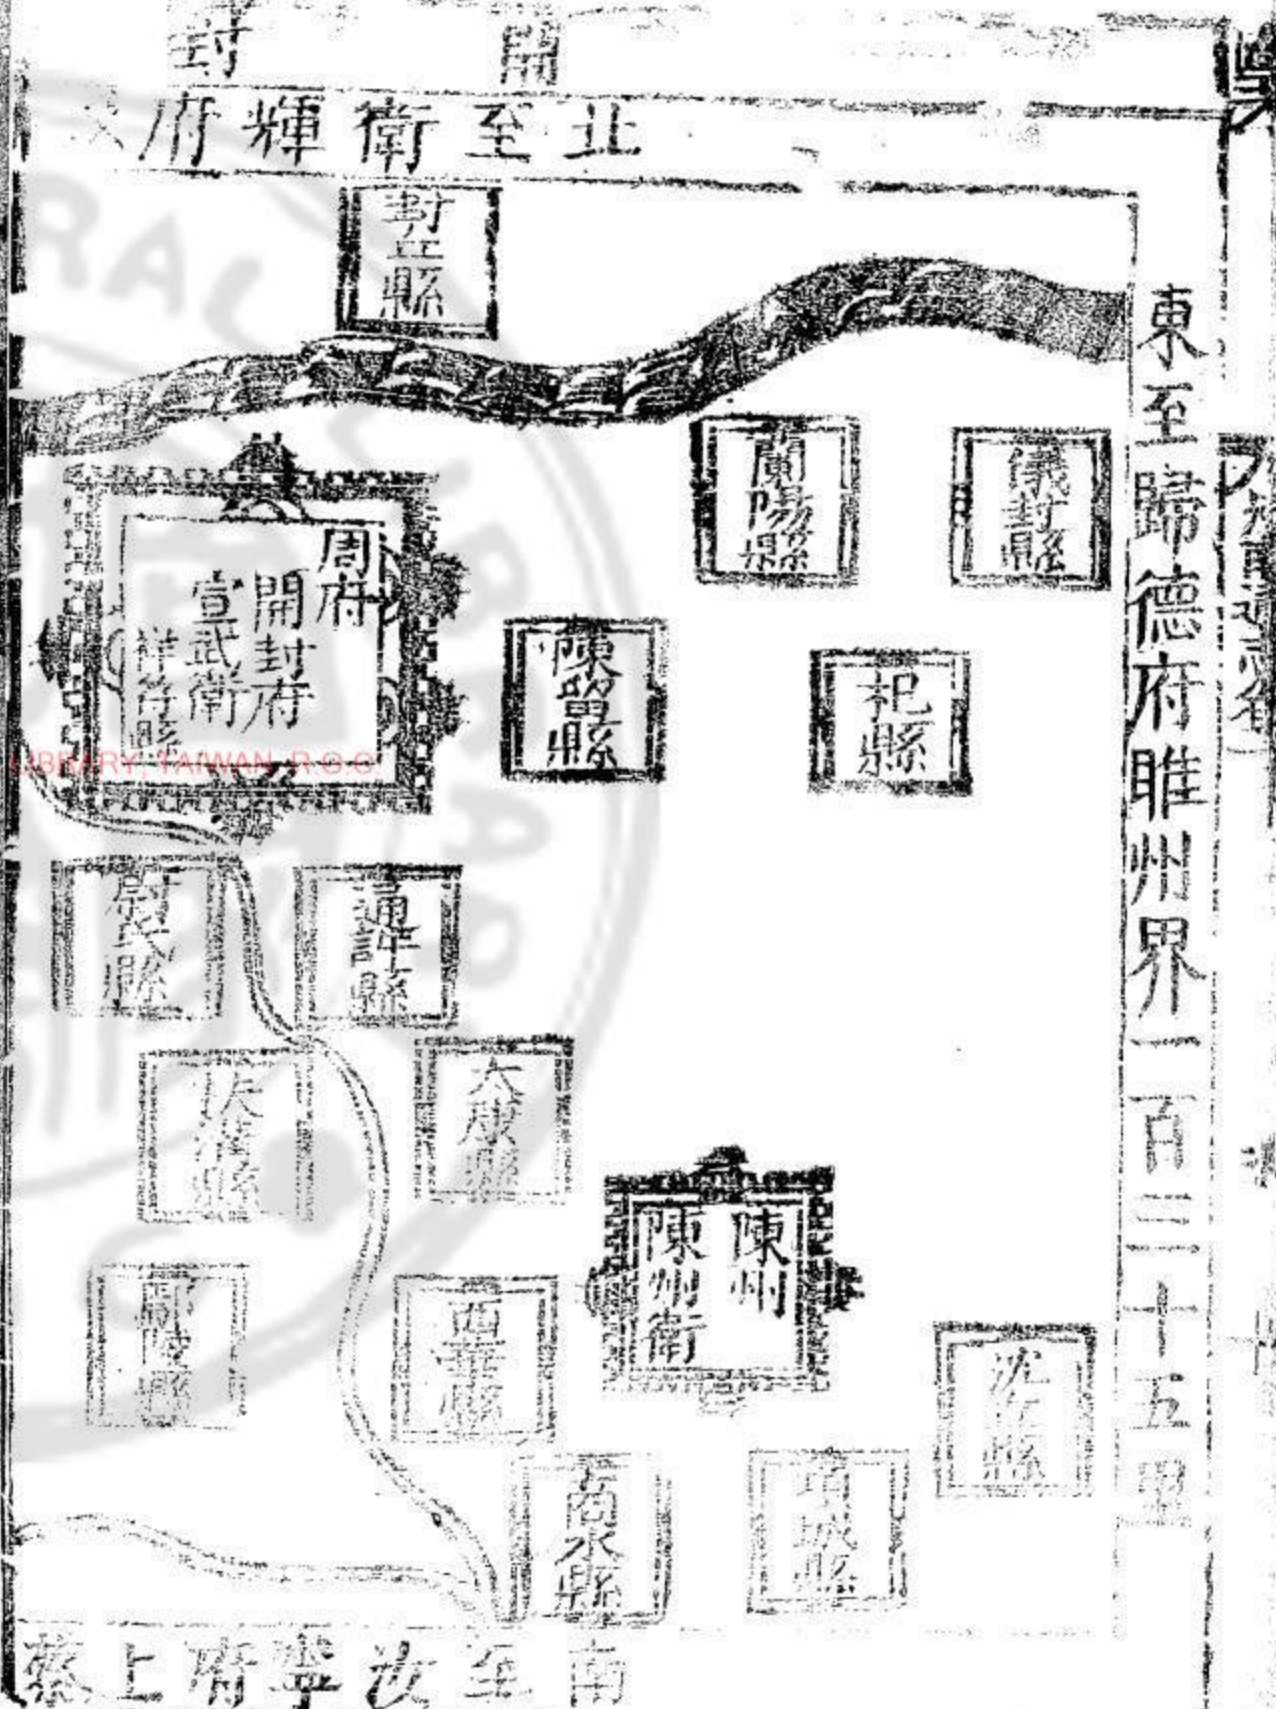 開封
北至衛輝府
東至歸德府睢州界一百三十五里
封丘縣
儀封縣
蘭陽縣
杞縣
陳留縣
周府
開封府
宣武衛
祥符縣
通許縣
尉氏縣
太康縣
扶溝縣
陳州
陳州衛
沈丘縣
西華縣
鄢陵縣
項城縣
商水縣
南至汝寧府上蔡
LIBRARY, TAIWAN R.O.C.